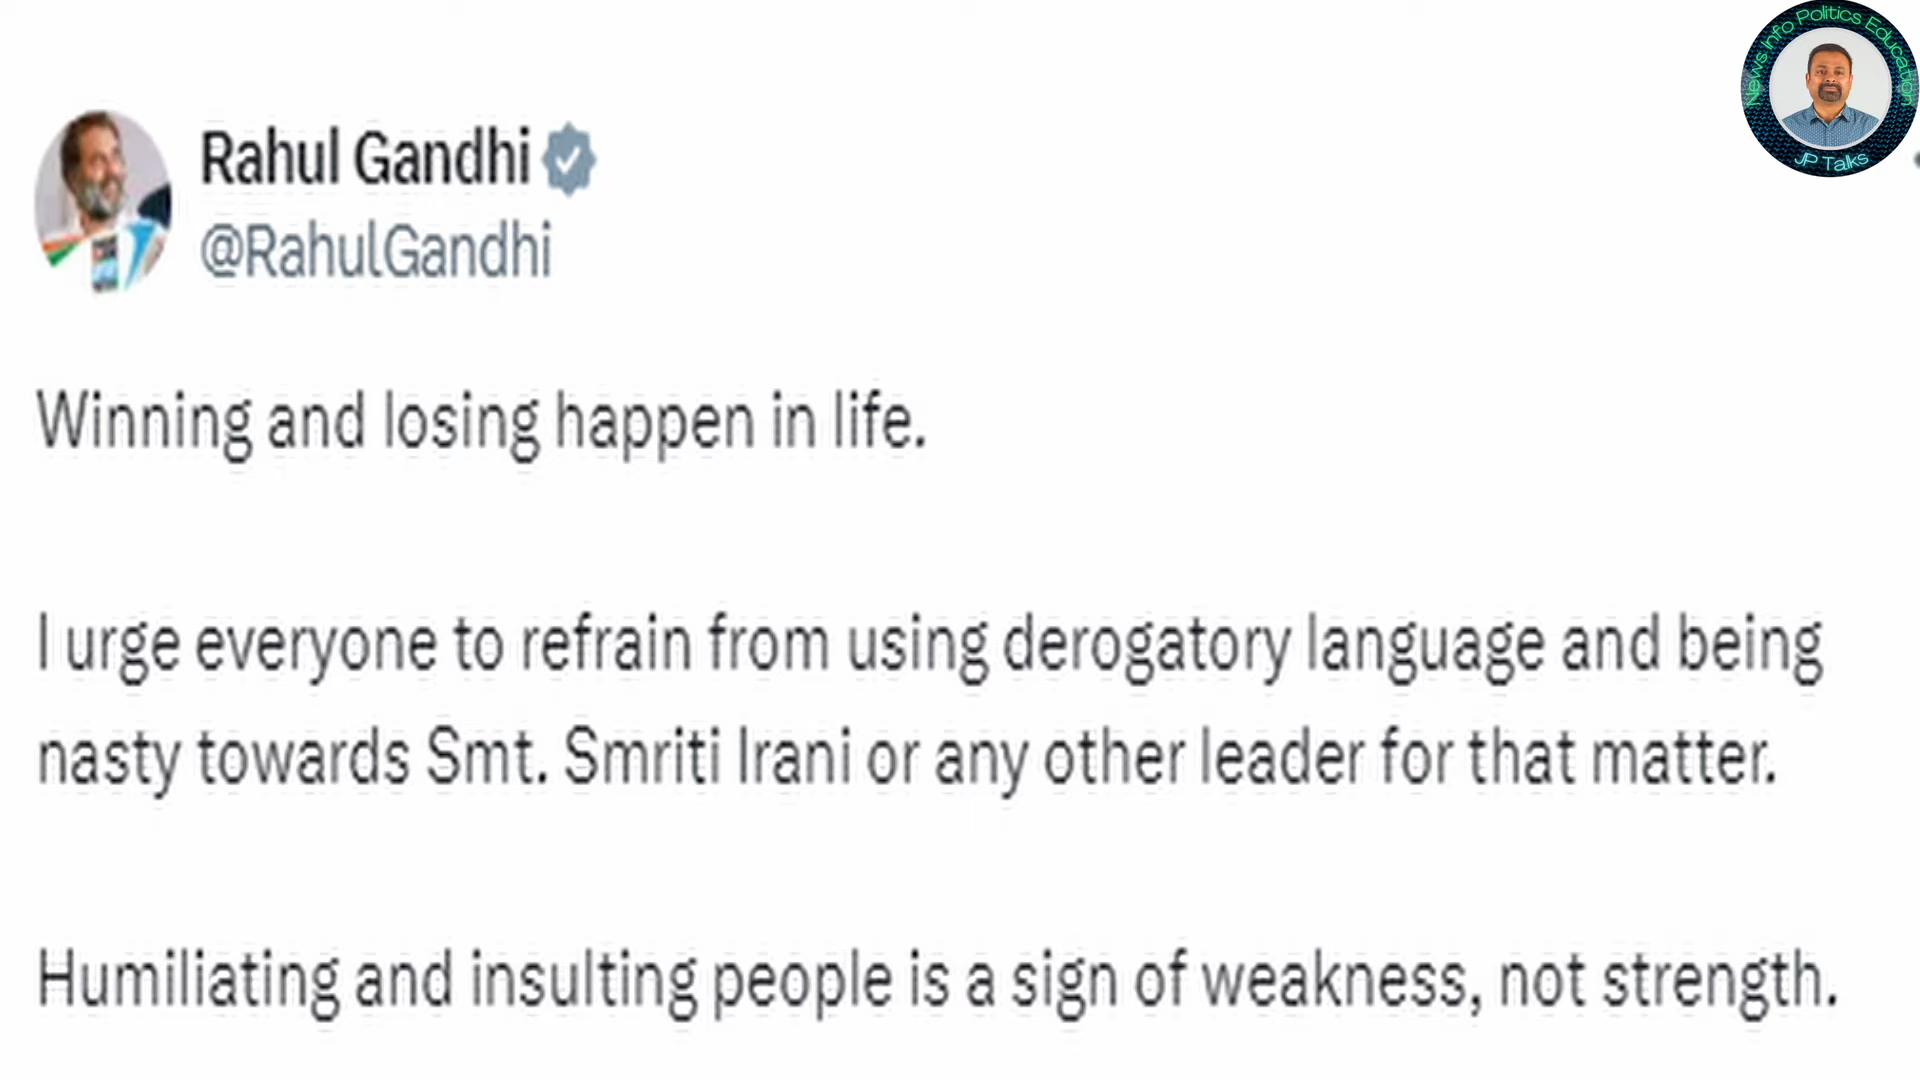 Rahul Gandhi
@RahulGandhi
Winning and losing happen in life.
I urge everyone to refrain from using derogatory language and being
nasty towards Smt. Smriti Irani or any other leader for that matter.
Humiliating and insulting people is a sign of weakness, not strength.
News Info Politics Education
JP Talks